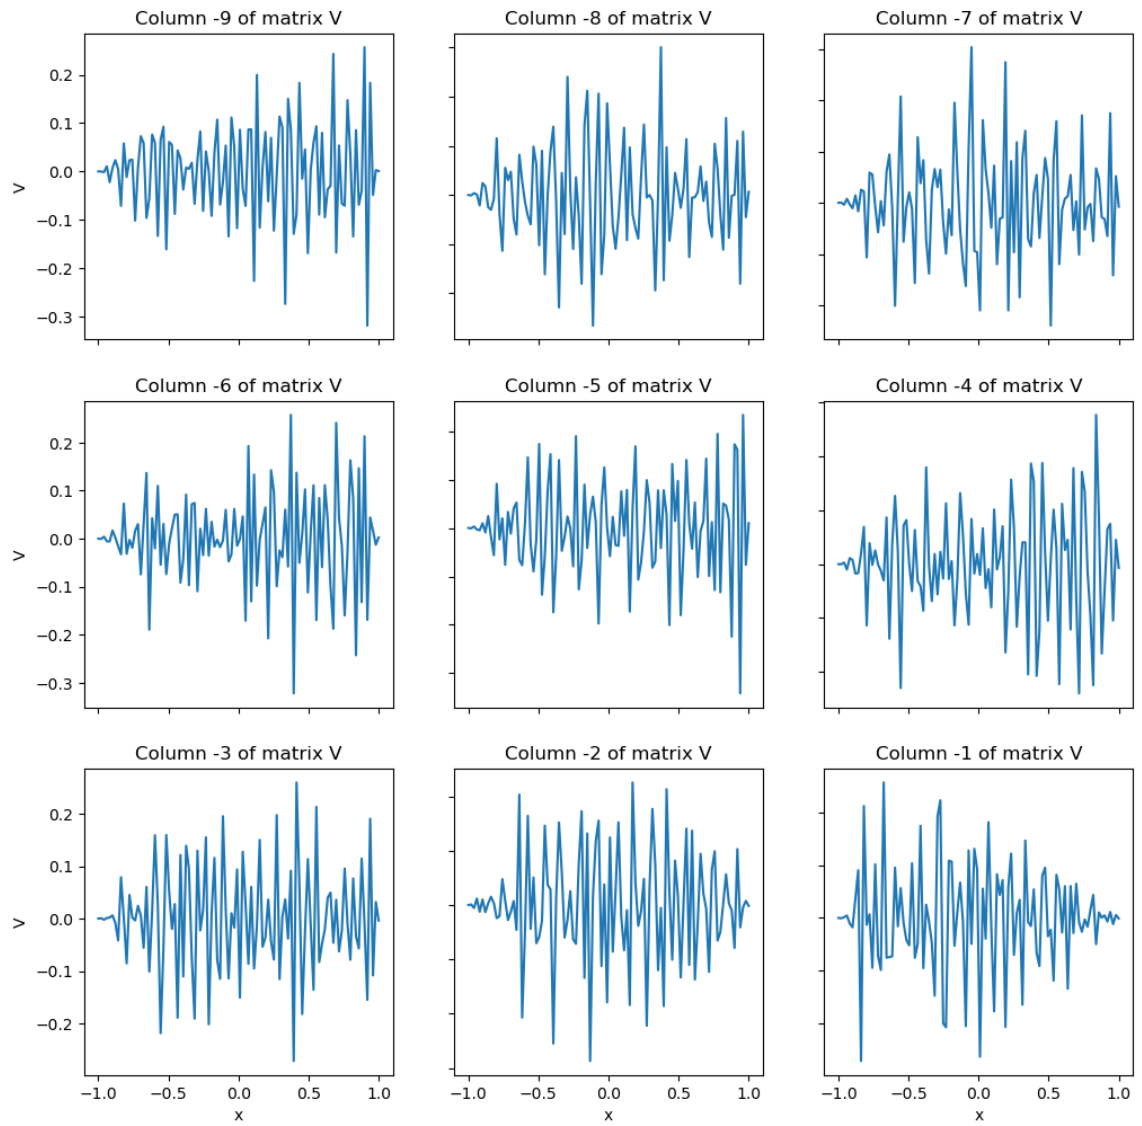 Column -9 of matrix V
Column -8 of matrix V
Column -7 of matrix V
0.2
0.1
0.0
−0.1
−0.2
−0.3
V
−1.0 
Column -6 of matrix V
Column -5 of matrix V
Column -4 of matrix V
0.2
0.1
0.0
−0.1
−0.2
−0.3
V
Column -3 of matrix V
Column -2 of matrix V
Column -1 of matrix V
0.2
0.1
0.0
−0.1
−0.2
V
−1.0 −0.5 0.0 0.5 1.0
−1.0 −0.5 0.0 0.5 1.0
−1.0 −0.5 0.0 0.5 1.0
x
x
x